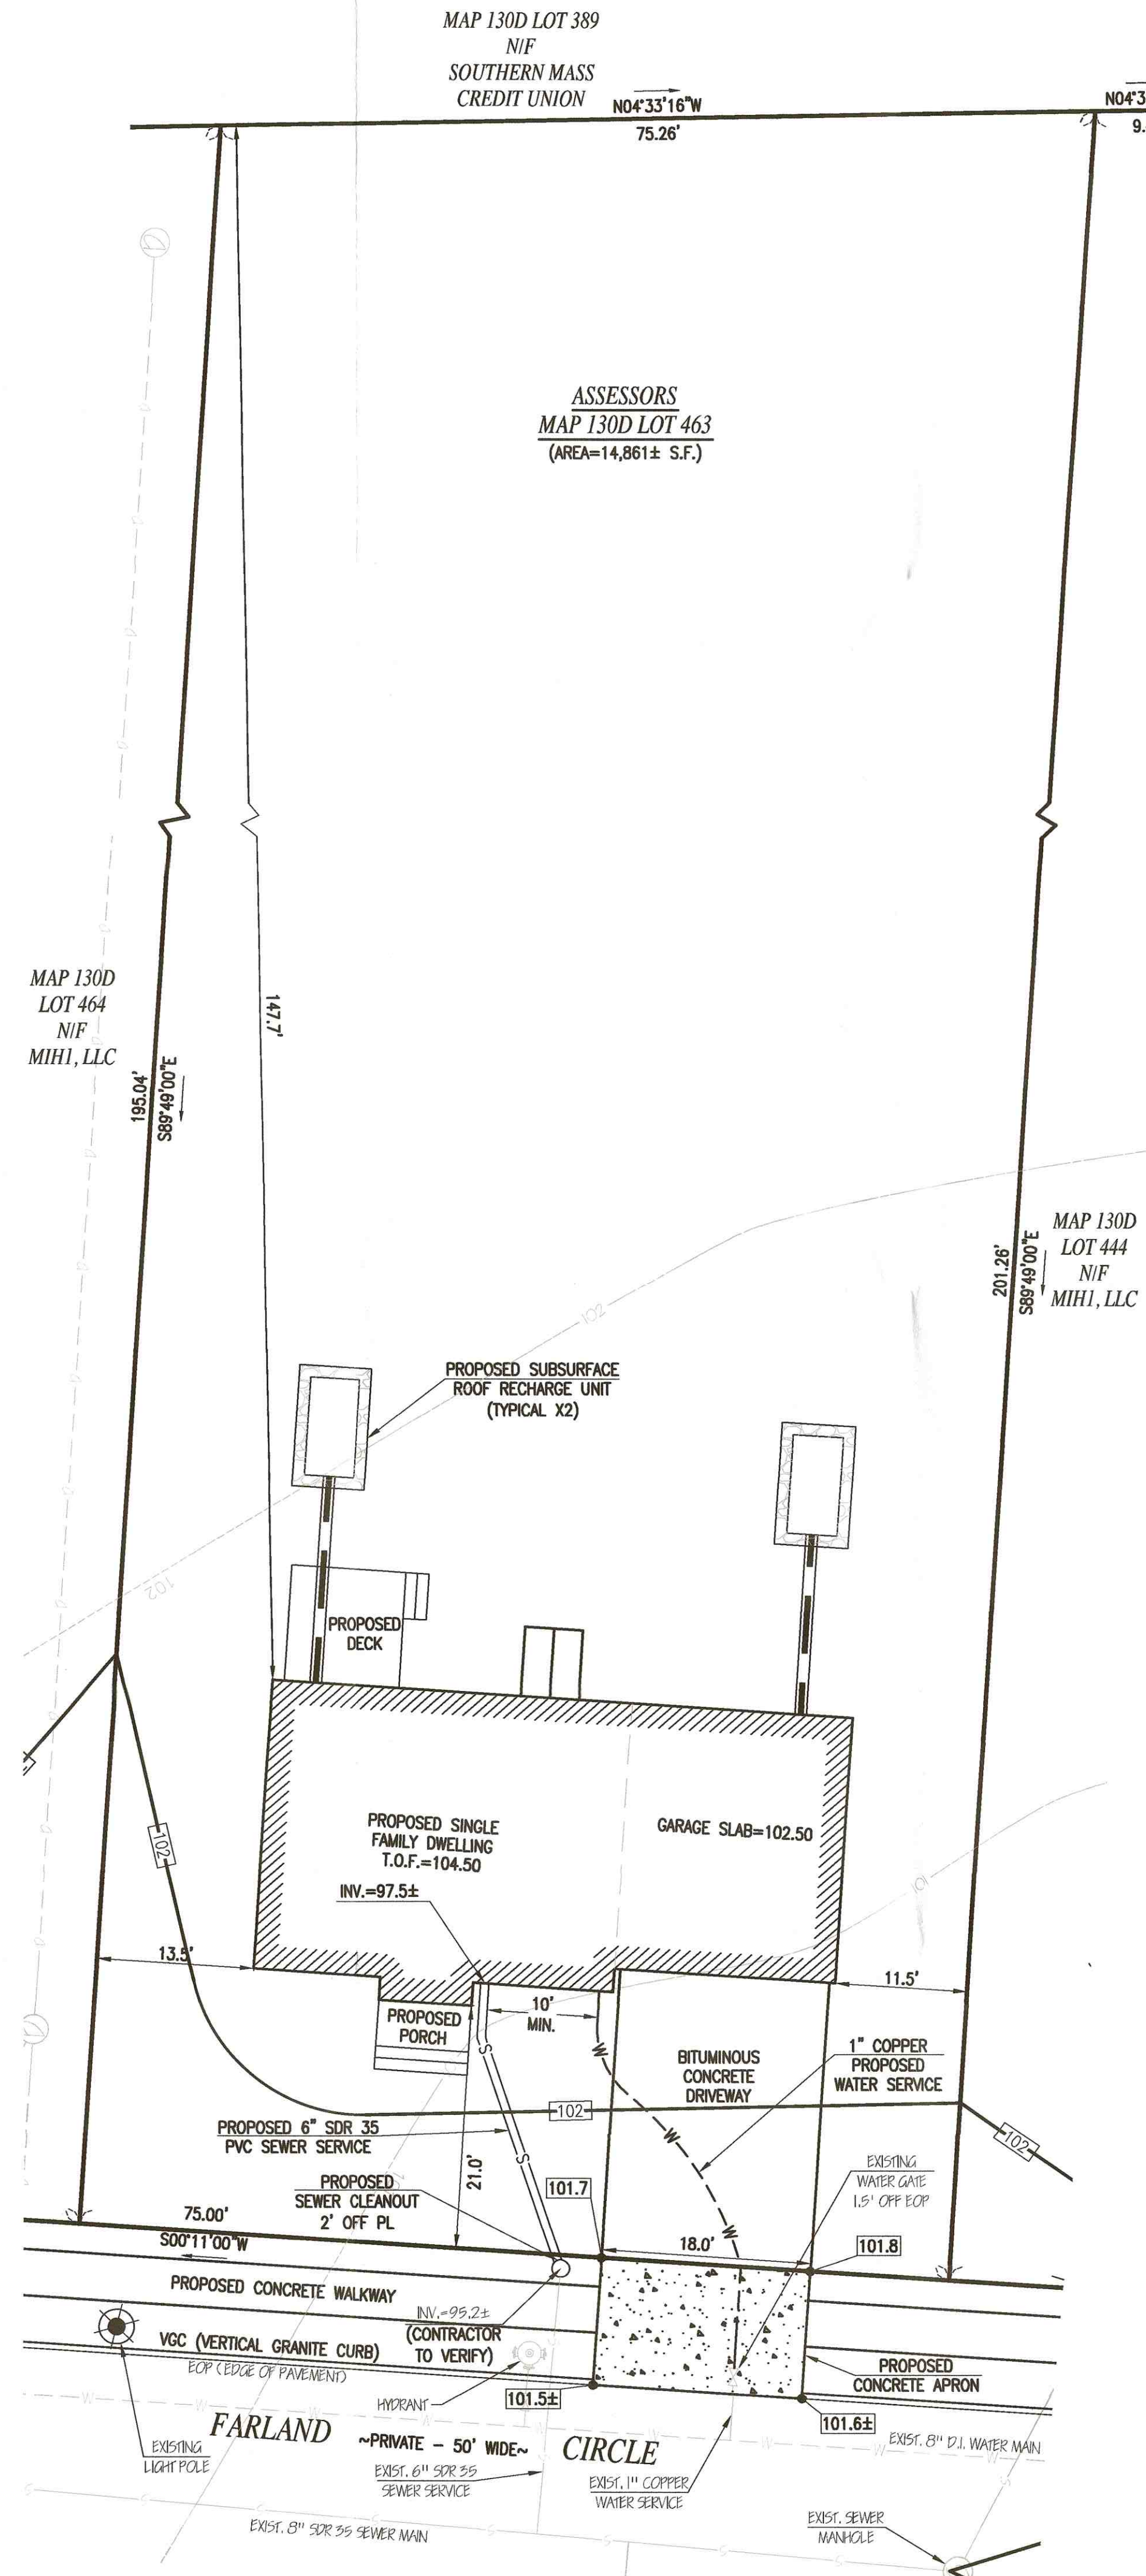 MAP 130D LOT 389
N/F
SOUTHERN MASS
CREDIT UNION
N04°33'16"W
75.26'
N04°3
9.
ASSESSORS
MAP 130D LOT 463
(AREA=14,861± S.F.)
MAP 130D
LOT 464
N/F
MIH1, LLC
147.7'
195.04'
S89°49'00"E
MAP 130D
LOT 444
N/F
MIH1, LLC
201.26'
S89°49'00"E
102
PROPOSED SUBSURFACE
ROOF RECHARGE UNIT
(TYPICAL X2)
102
PROPOSED
DECK
PROPOSED SINGLE
FAMILY DWELLING
T.O.F.=104.50
GARAGE SLAB=102.50
INV.=97.5±
102
101
13.5'
11.5'
10'
MIN.
PROPOSED
PORCH
BITUMINOUS
CONCRETE
DRIVEWAY
1" COPPER
PROPOSED
WATER SERVICE
S
W
102
102
PROPOSED 6" SDR 35
PVC SEWER SERVICE
W
S
21.0'
PROPOSED
SEWER CLEANOUT
2' OFF PL
101.7
EXISTING
WATER GATE
1.5' OFF EOP
75.00'
S00°11'00"W
W
18.0'
101.8
PROPOSED CONCRETE WALKWAY
INV.=95.2±
(CONTRACTOR
TO VERIFY)
VGC (VERTICAL GRANITE CURB)
EOP (EDGE OF PAVEMENT)
PROPOSED
CONCRETE APRON
HYDRANT
101.5±
101.6±
FARLAND ~PRIVATE - 50' WIDE~ CIRCLE
EXIST. 8" D.I. WATER MAIN
EXISTING
LIGHT POLE
EXIST. 6" SDR 35
SEWER SERVICE
EXIST. 1" COPPER
WATER SERVICE
EXIST. 8" SDR 35 SEWER MAIN
EXIST. SEWER
MANHOLE